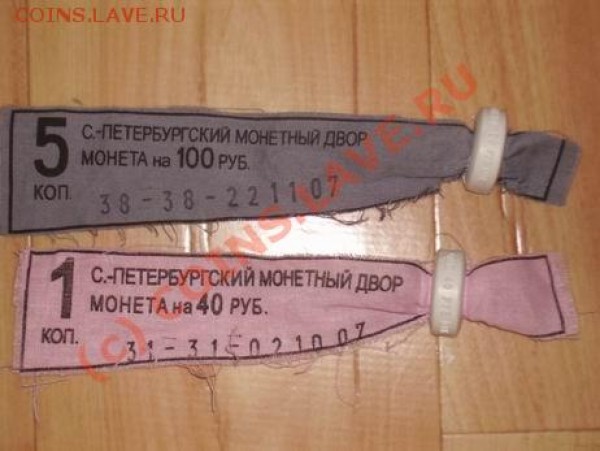 COINS.LAVE.RU
5
КОП.
С.-ПЕТЕРБУРГСКИЙ МОНЕТНЫЙ ДВОР
МОНЕТА на 100 РУБ.
38-38-221107
1
КОП.
С.-ПЕТЕРБУРГСКИЙ МОНЕТНЫЙ ДВОР
МОНЕТА на 40 РУБ.
31-31-021007
(c) COINS.LAVE.RU